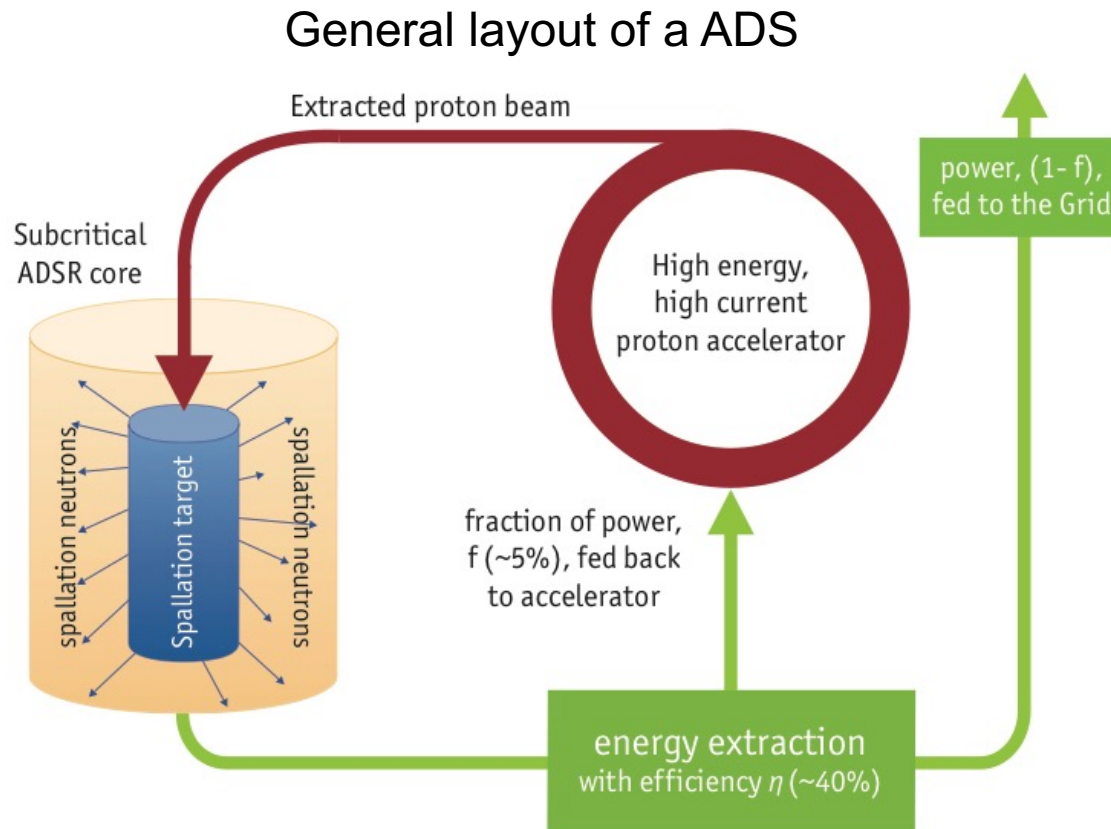 General layout of a ADS
Extracted proton beam
power, (1- f),
fed to the Grid
Subcritical
ADSR core
High energy,
high current
proton accelerator
spallation neutrons
Spallation target
spallation neutrons
fraction of power,
f (~5%), fed back
to accelerator
energy extraction
with efficiency η (~40%)